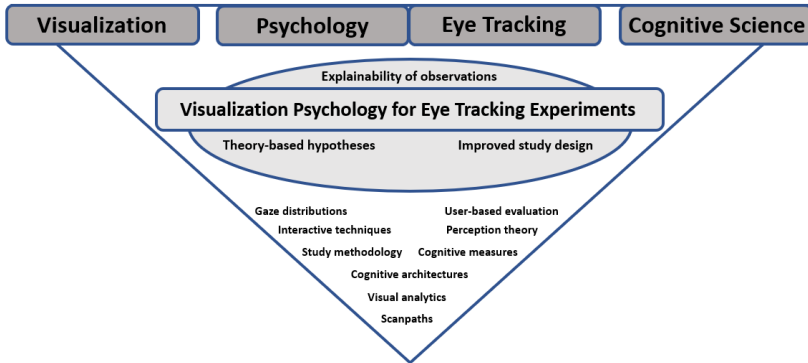 Visualization Psychology Eye Tracking Cognitive Science
Explainability of observations
Visualization Psychology for Eye Tracking Experiments
Theory-based hypotheses Improved study design
Gaze distributions User-based evaluation
Interactive techniques Perception theory
Study methodology Cognitive measures
Cognitive architectures
Visual analytics
Scanpaths